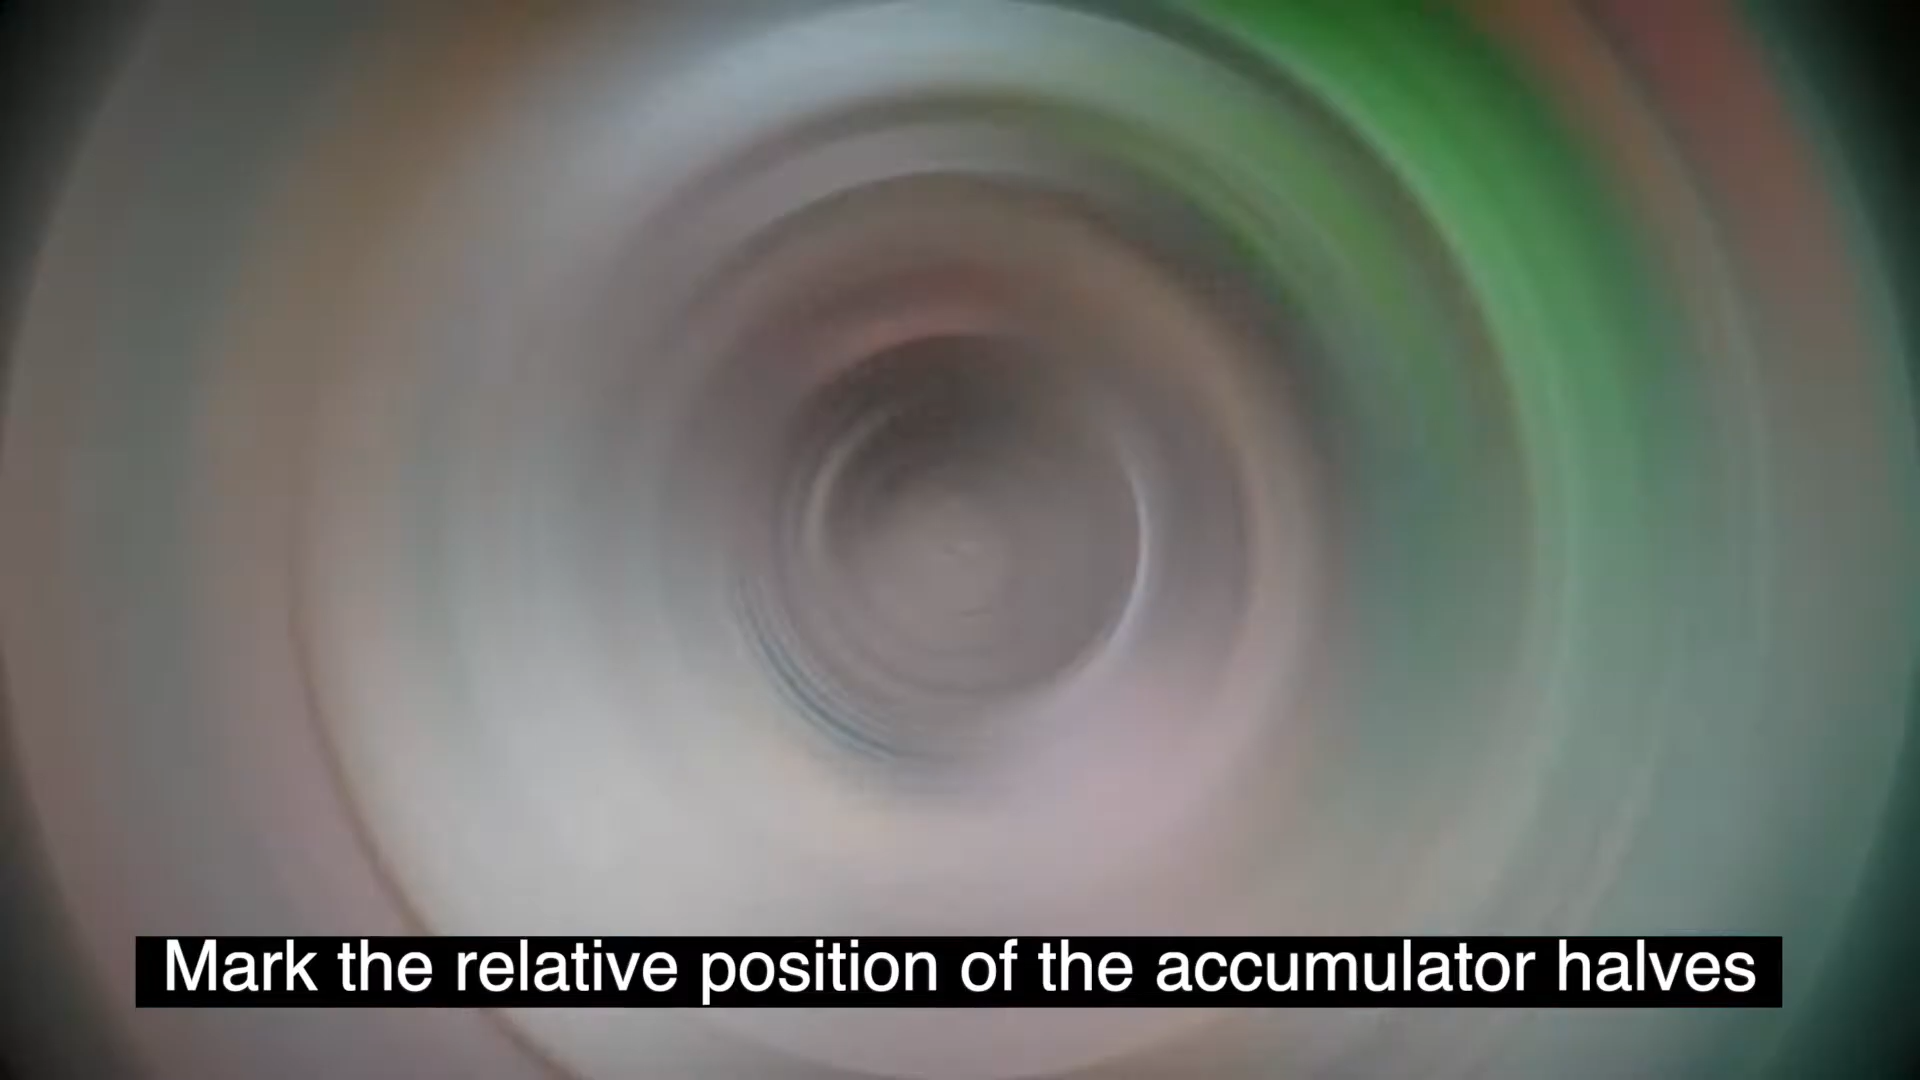 Mark the relative position of the accumulator halves